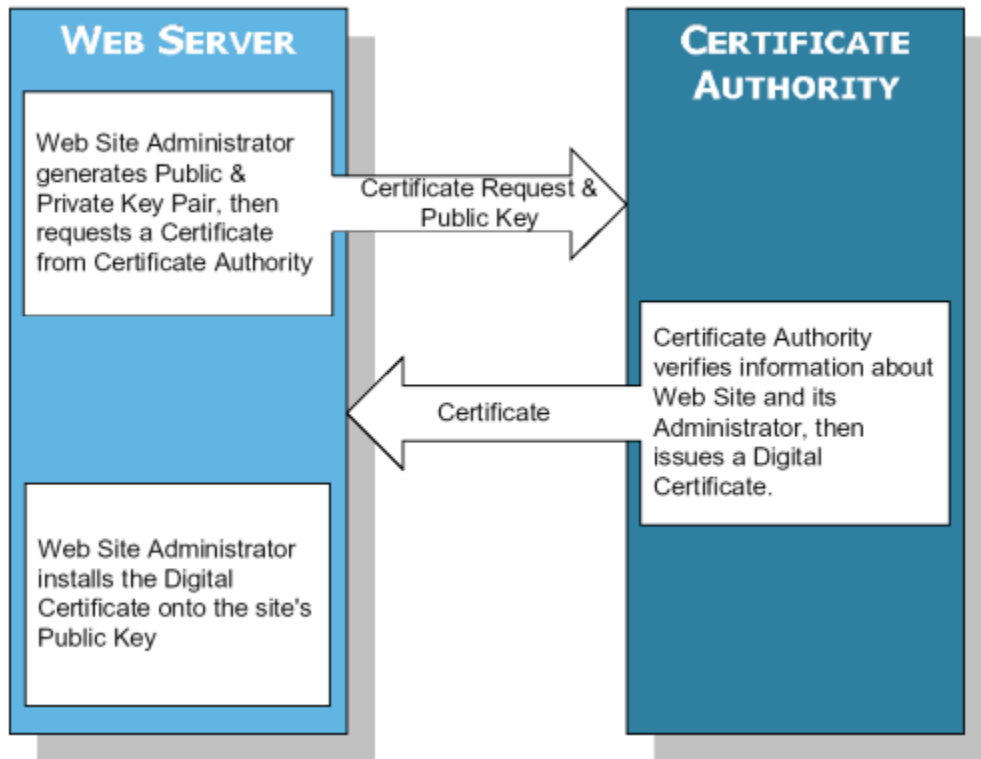 WEB SERVER
Web Site Administrator
generates Public &
Private Key Pair, then
requests a Certificate
from Certificate Authority
Certificate Request &
Public Key
CERTIFICATE
AUTHORITY
Certificate Authority
verifies information about
Web Site and its
Administrator, then
issues a Digital
Certificate.
Certificate
Web Site Administrator
installs the Digital
Certificate onto the site's
Public Key